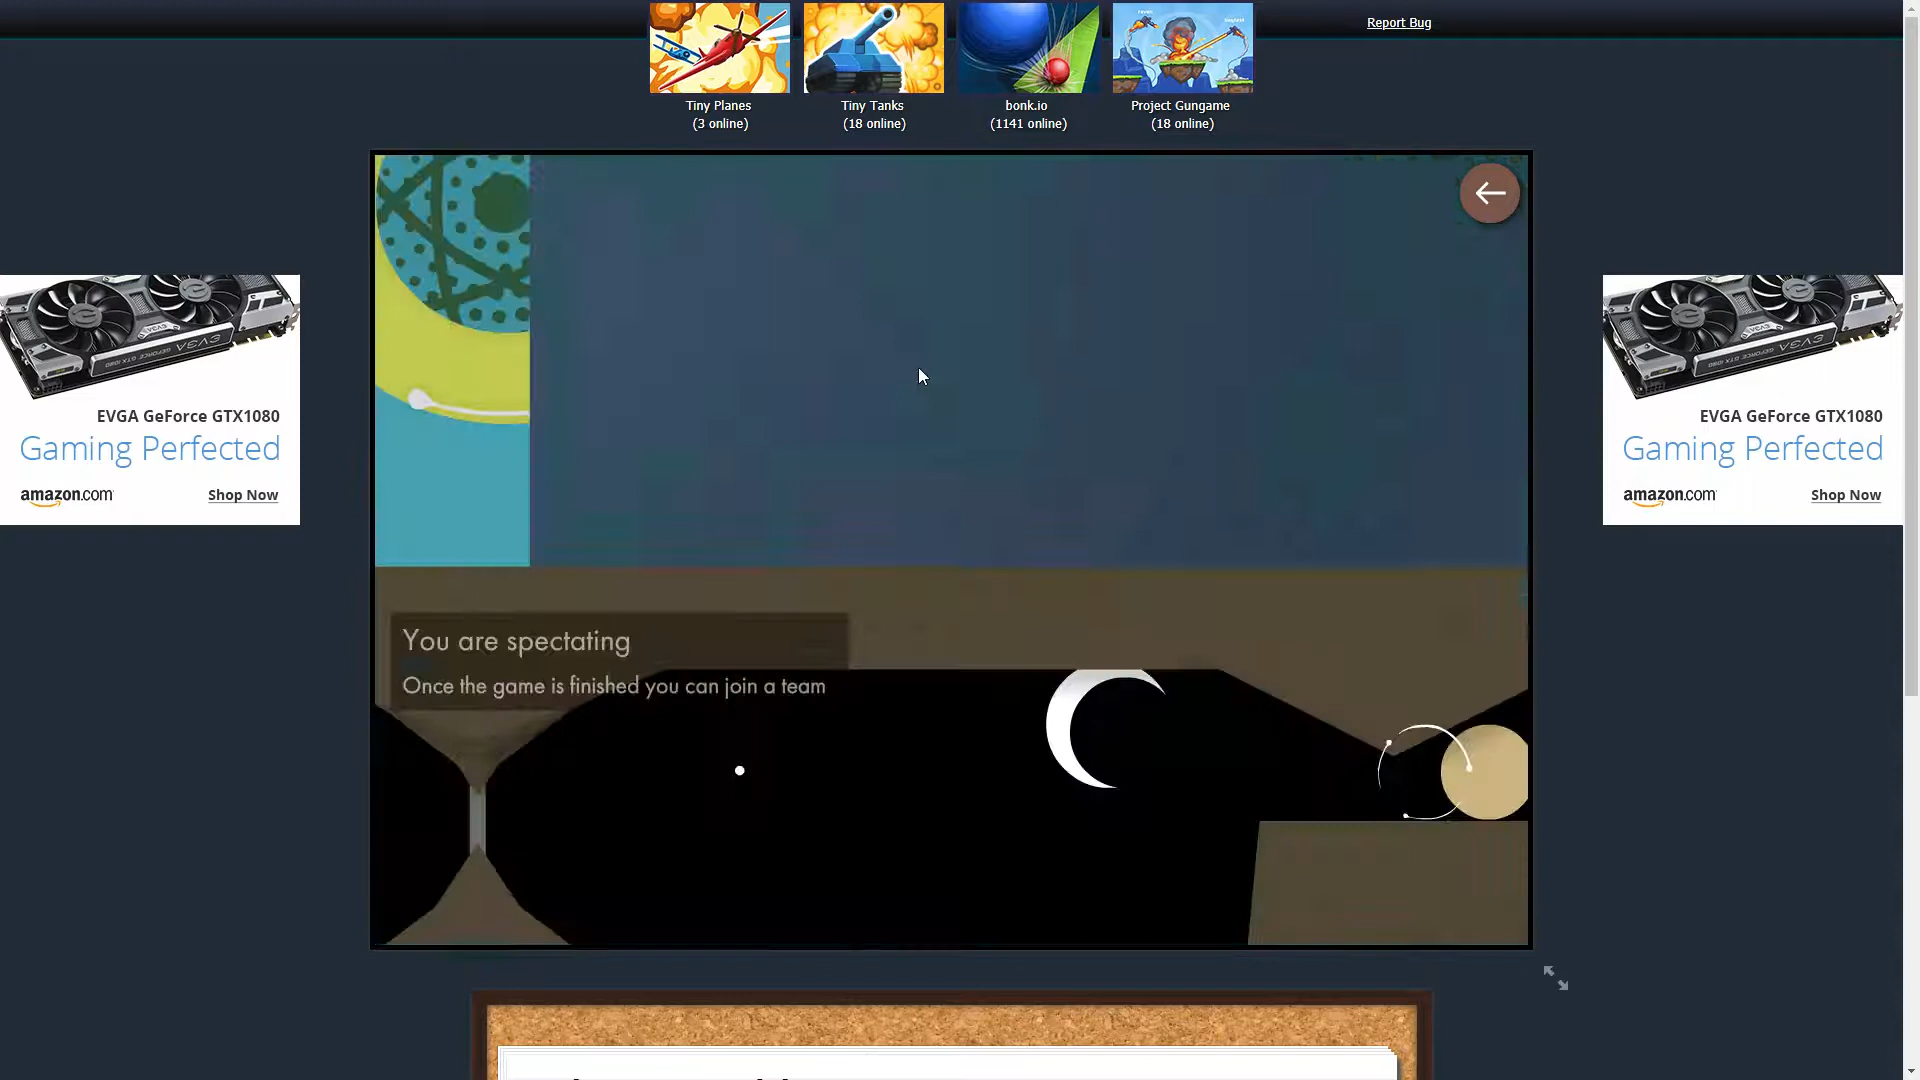 Report Bug
Tiny Planes
(3 online)
Tiny Tanks
(18 online)
bonk.io
(1141 online)
Project Gungame
(18 online)
EVGA GeForce GTX1080
Gaming Perfected
amazon.com
Shop Now
EVGA GeForce GTX1080
Gaming Perfected
amazon.com
Shop Now
You are spectating
Once the game is finished you can join a team